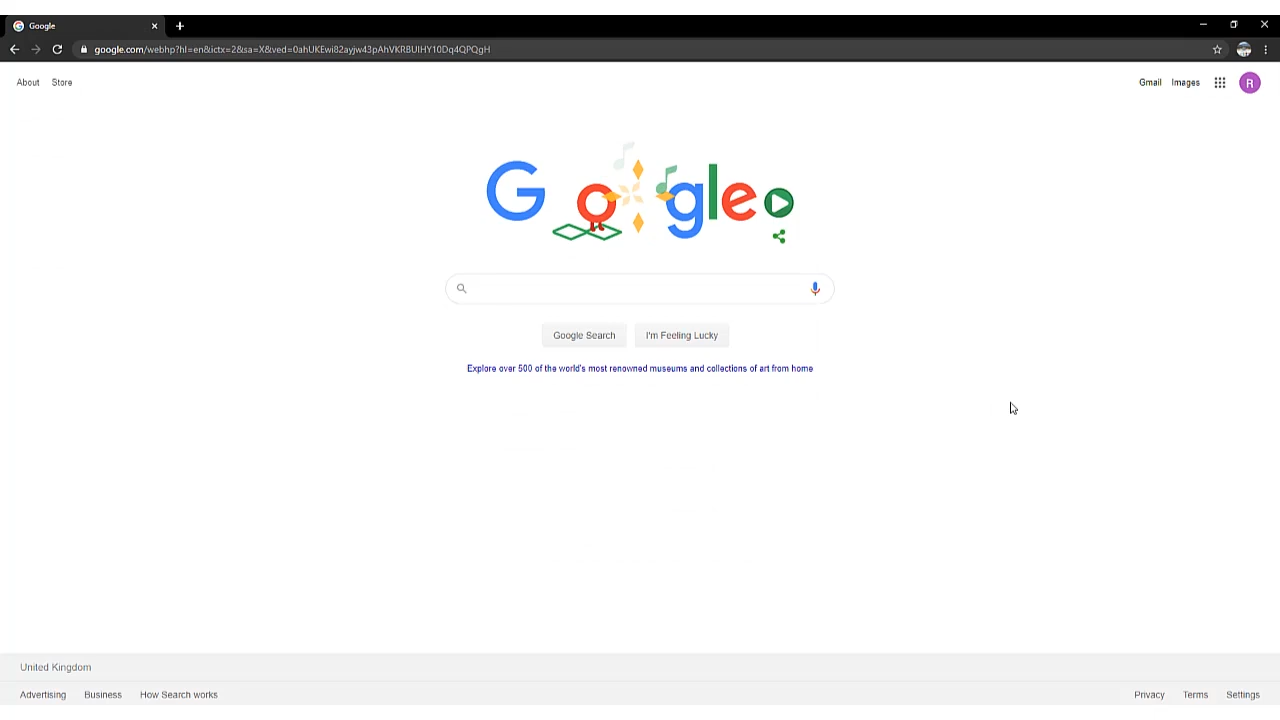 Google
google.com/webhp?hl=en&ictx=2&sa=X&ved=0ahUKEwi82ayjw43pAhVKRBUIHY10Dq4QPQgH
About Store
Gmail Images R
Google
Google Search I'm Feeling Lucky
Explore over 500 of the world's most renowned museums and collections of art from home
United Kingdom
Advertising Business How Search works
Privacy Terms Settings